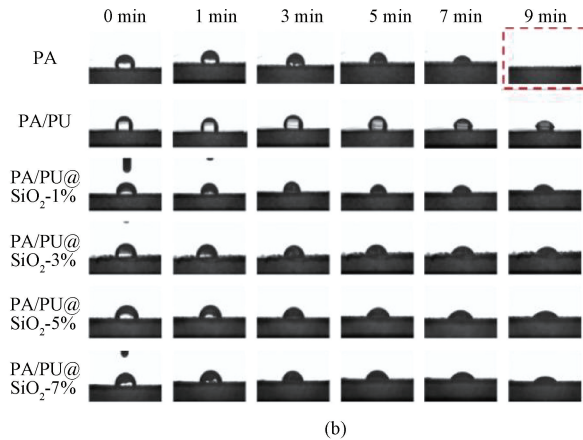 0 min 1 min 3 min 5 min 7 min 9 min
PA
PA/PU
PA/PU@
SiO₂-1%
PA/PU@
SiO₂-3%
PA/PU@
SiO₂-5%
PA/PU@
SiO₂-7%
(b)